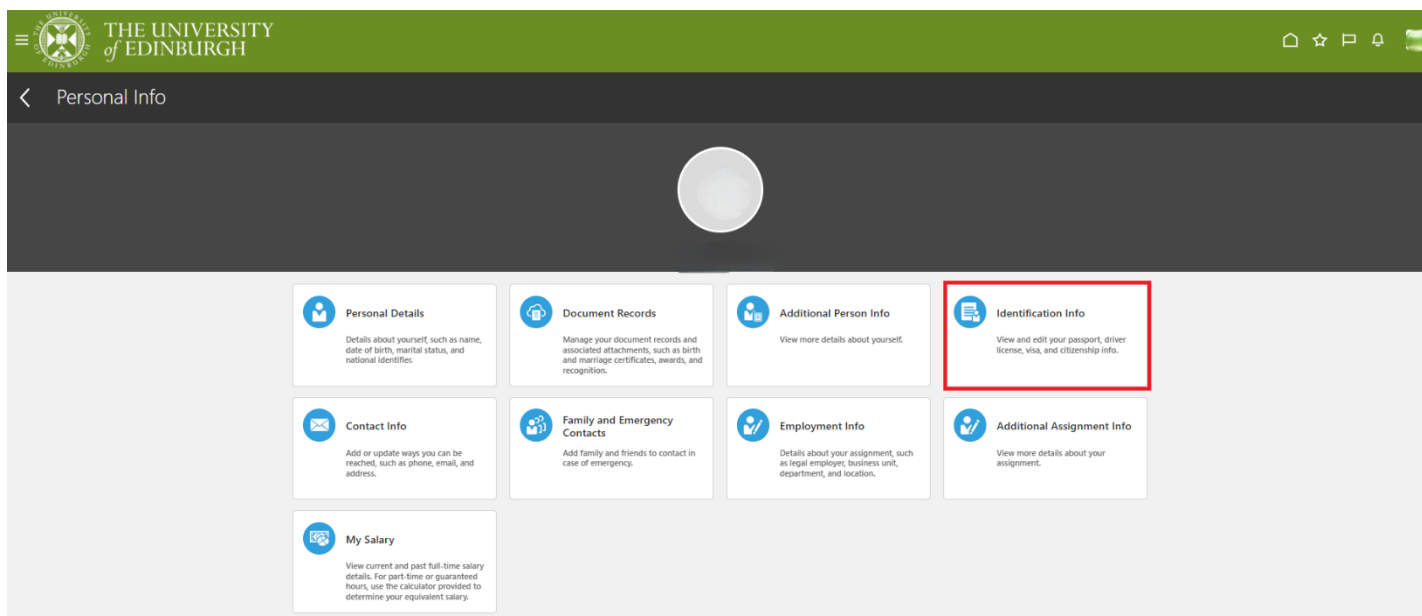 THE UNIVERSITY
of EDINBURGH
Personal Info
Personal Details
Details about yourself, such as name,
date of birth, marital status, and
national identifier.
Document Records
Manage your document records and
associated attachments, such as birth
and marriage certificates, awards, and
recognition.
Additional Person Info
View more details about yourself.
Identification Info
View and edit your passport, driver
license, visa, and citizenship info.
Contact Info
Add or update ways you can be
reached, such as phone, email, and
address.
Family and Emergency
Contacts
Add family and friends to contact in
case of emergency.
Employment Info
Details about your assignment, such
as legal employer, business unit,
department, and location.
Additional Assignment Info
View more details about your
assignment.
My Salary
View current and past full-time salary
details. For part-time or guaranteed
hours, use the calculator provided to
determine your equivalent salary.